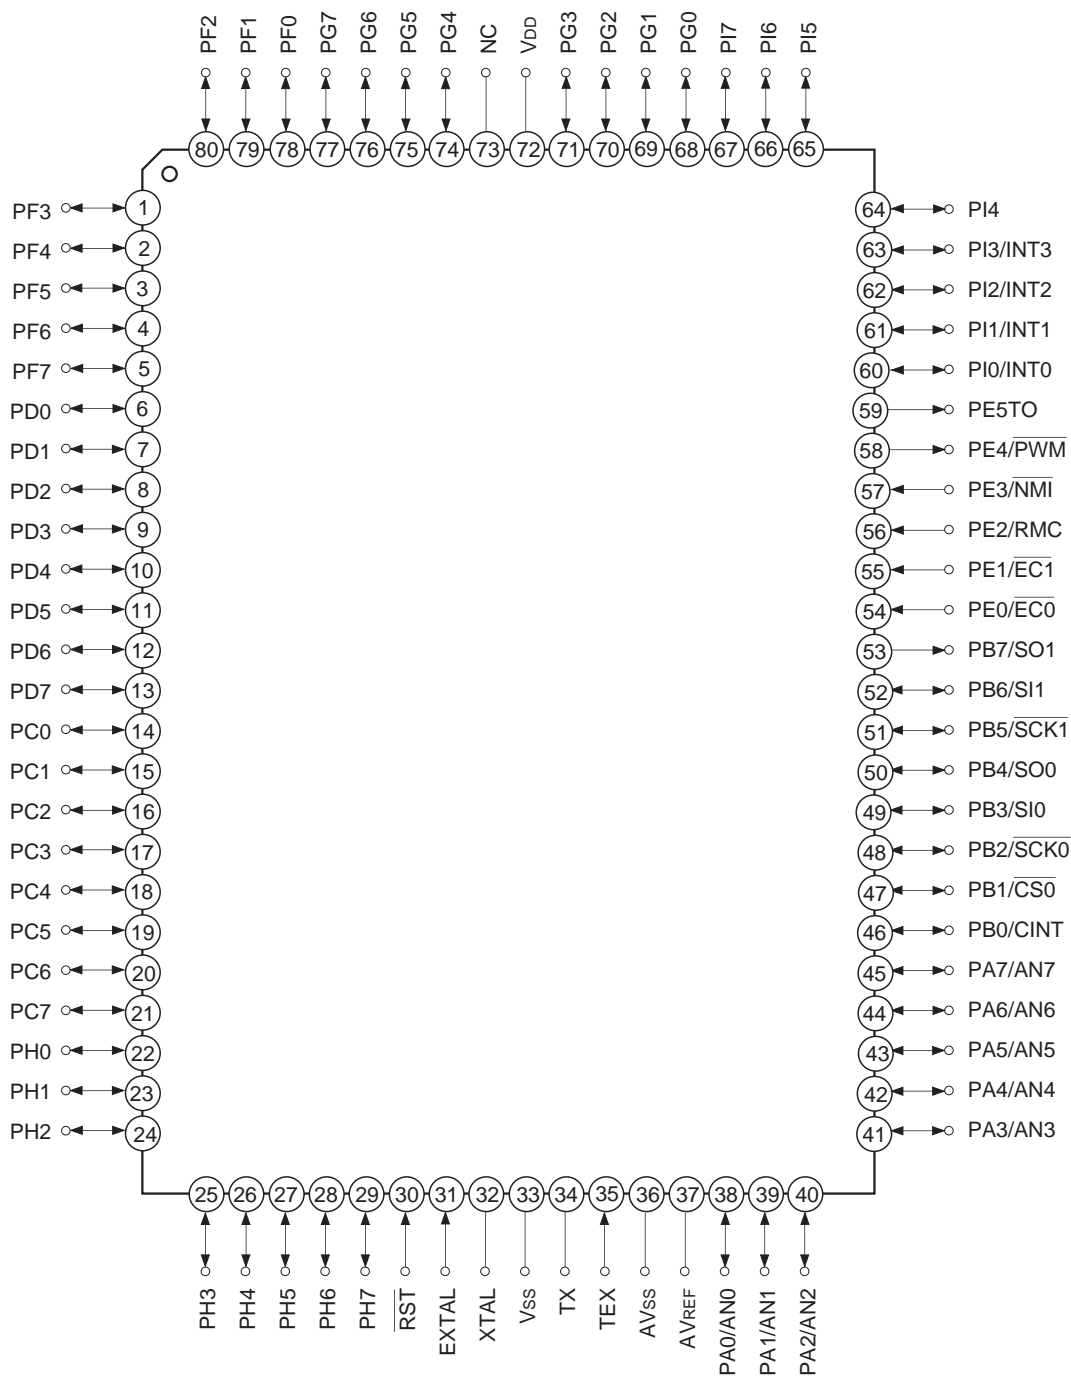 PF2 PF1 PF0 PG7 PG6 PG5 PG4 NC VDD PG3 PG2 PG1 PG0 PI7 PI6 PI5
80 79 78 77 76 75 74 73 72 71 70 69 68 67 66 65
PF3 1 64 PI4
PF4 2 63 PI3/INT3
PF5 3 62 PI2/INT2
PF6 4 61 PI1/INT1
PF7 5 60 PI0/INT0
PD0 6 59 PE5TO
PD1 7 58 PE4/P̅W̅M̅
PD2 8 57 PE3/N̅M̅I̅
PD3 9 56 PE2/RMC
PD4 10 55 PE1/E̅C̅1̅
PD5 11 54 PE0/E̅C̅0̅
PD6 12 53 PB7/SO1
PD7 13 52 PB6/SI1
PC0 14 51 PB5/S̅C̅K̅1̅
PC1 15 50 PB4/SO0
PC2 16 49 PB3/SI0
PC3 17 48 PB2/S̅C̅K̅0̅
PC4 18 47 PB1/C̅S̅0̅
PC5 19 46 PB0/CINT
PC6 20 45 PA7/AN7
PC7 21 44 PA6/AN6
PH0 22 43 PA5/AN5
PH1 23 42 PA4/AN4
PH2 24 41 PA3/AN3
25 26 27 28 29 30 31 32 33 34 35 36 37 38 39 40
PH3 PH4 PH5 PH6 PH7 R̅S̅T̅ EXTAL XTAL VSS TX TEX AVSS AVREF PA0/AN0 PA1/AN1 PA2/AN2